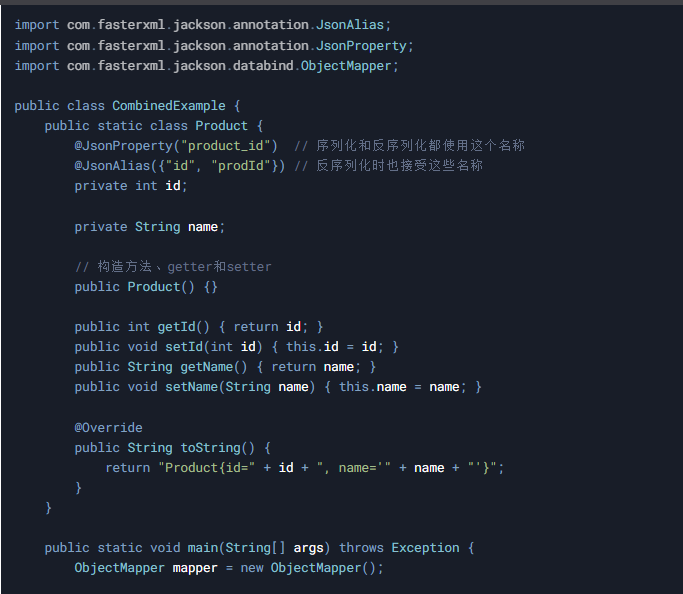 import com.fasterxml.jackson.annotation.JsonAlias;
import com.fasterxml.jackson.annotation.JsonProperty;
import com.fasterxml.jackson.databind.ObjectMapper;

public class CombinedExample {
    public static class Product {
        @JsonProperty("product_id")  // 序列化和反序列化都使用这个名称
        @JsonAlias({"id", "prodId"}) // 反序列化时也接受这些名称
        private int id;

        private String name;

        // 构造方法、getter和setter
        public Product() {}

        public int getId() { return id; }
        public void setId(int id) { this.id = id; }
        public String getName() { return name; }
        public void setName(String name) { this.name = name; }

        @Override
        public String toString() {
            return "Product{id=" + id + ", name='" + name + "'}";
        }
    }

    public static void main(String[] args) throws Exception {
        ObjectMapper mapper = new ObjectMapper();